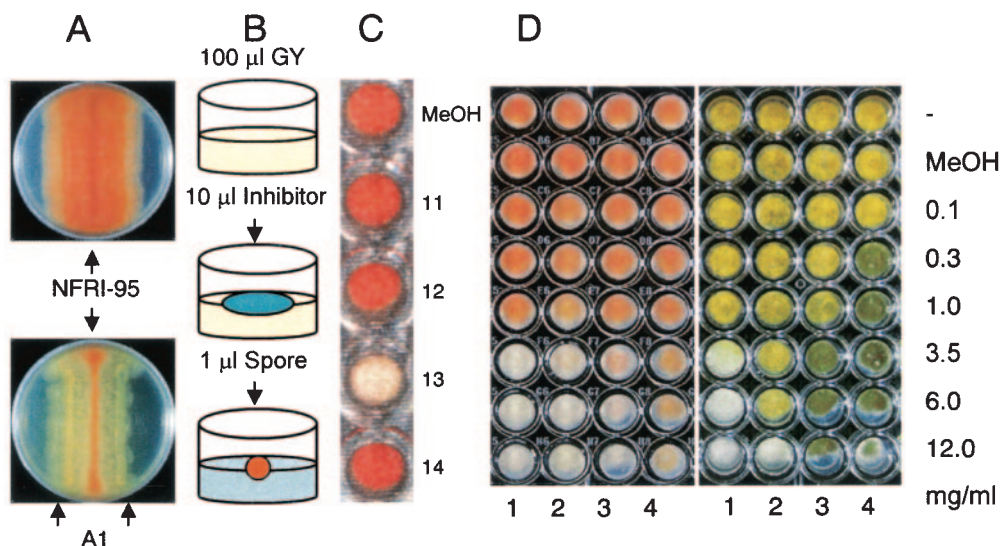 A
B
C
D
100 µl GY
10 µl Inhibitor
1 µl Spore
NFRI-95
A1
MeOH
11
12
13
14
-
MeOH
0.1
0.3
1.0
3.5
6.0
12.0
mg/ml
1 2 3 4
1 2 3 4